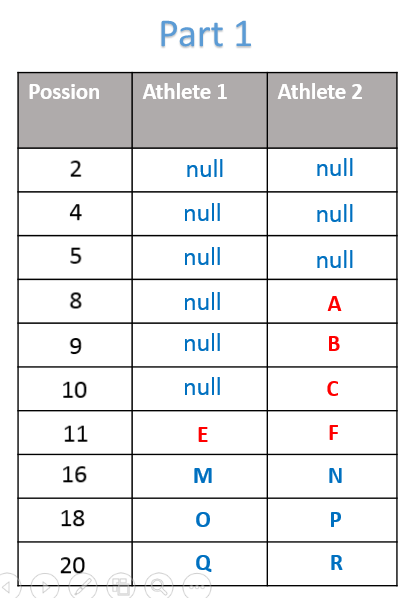 Part 1
Possion Athlete 1 Athlete 2
2 null null
4 null null
5 null null
8 null A
9 null B
10 null C
11 E F
16 M N
18 O P
20 Q R